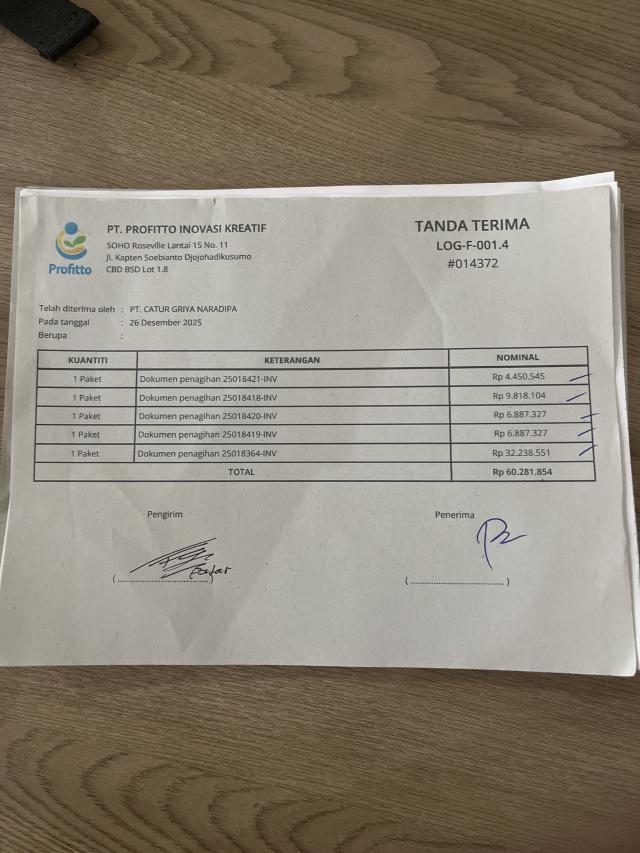 Profitto
PT. PROFITTO INOVASI KREATIF
SOHO Roseville Lantai 15 No. 11
Jl. Kapten Soebianto Djojohadikusumo
CBD BSD Lot 1.8
TANDA TERIMA
LOG-F-001.4
#014372
Telah diterima oleh : PT. CATUR GRIYA NARADIPA
Pada tanggal : 26 Desember 2025
Berupa :
KUANTITI KETERANGAN NOMINAL
1 Paket Dokumen penagihan 25018421-INV Rp 4.450.545
1 Paket Dokumen penagihan 25018418-INV Rp 9.818.104
1 Paket Dokumen penagihan 25018420-INV Rp 6.887.327
1 Paket Dokumen penagihan 25018419-INV Rp 6.887.327
1 Paket Dokumen penagihan 25018364-INV Rp 32.238.551
TOTAL Rp 60.281.854
Pengirim Penerima
(..............................) (..............................)